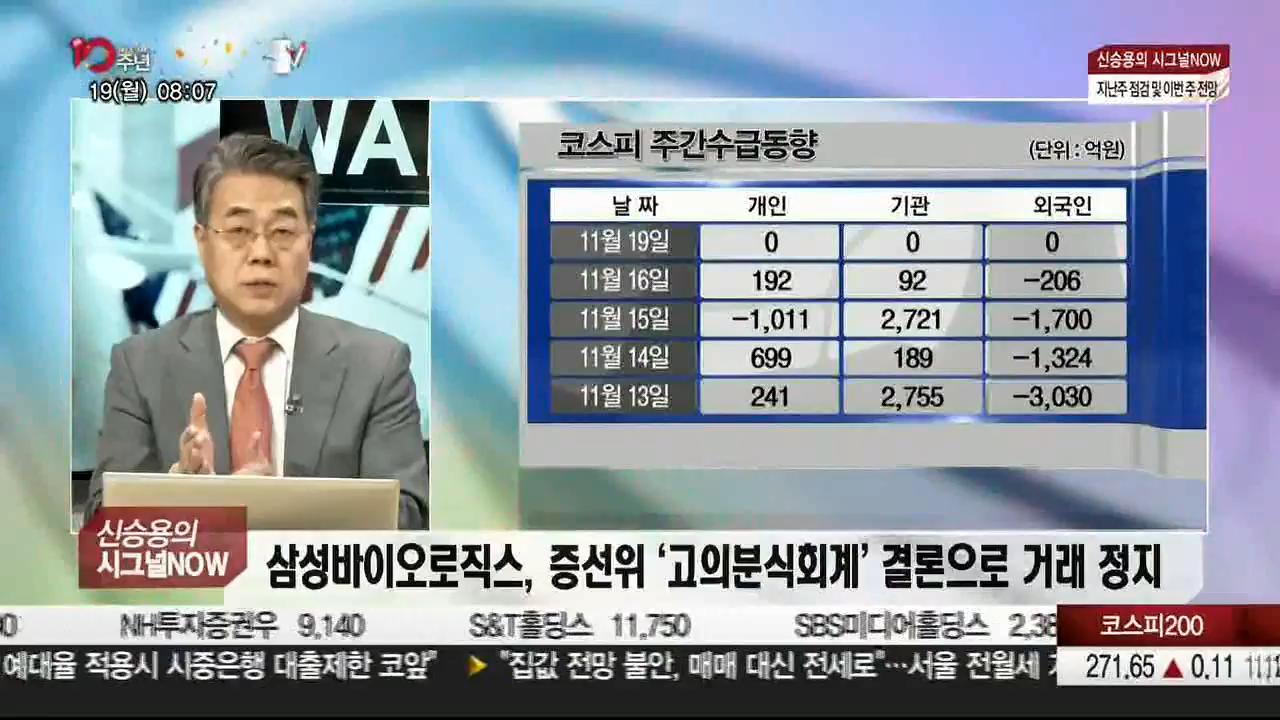 10주년
19(월) 08:07
신승용의 시그널NOW
지난주 점검 및 이번 주 전망
WA
코스피 주간수급동향
(단위 : 억원)
날 짜 개인 기관 외국인
11월 19일 0 0 0
11월 16일 192 92 -206
11월 15일 -1,011 2,721 -1,700
11월 14일 699 189 -1,324
11월 13일 241 2,755 -3,030
신승용의
시그널NOW
삼성바이오로직스, 증선위 ‘고의분식회계’ 결론으로 거래 정지
NH투자증권우 9,140 S&T홀딩스 11,750 SBS미디어홀딩스 2,38
코스피200
예대율 적용시 시중은행 대출제한 코앞" ▶ "집값 전망 불안, 매매 대신 전세로"…서울 전월세
271.65 ▲ 0.11